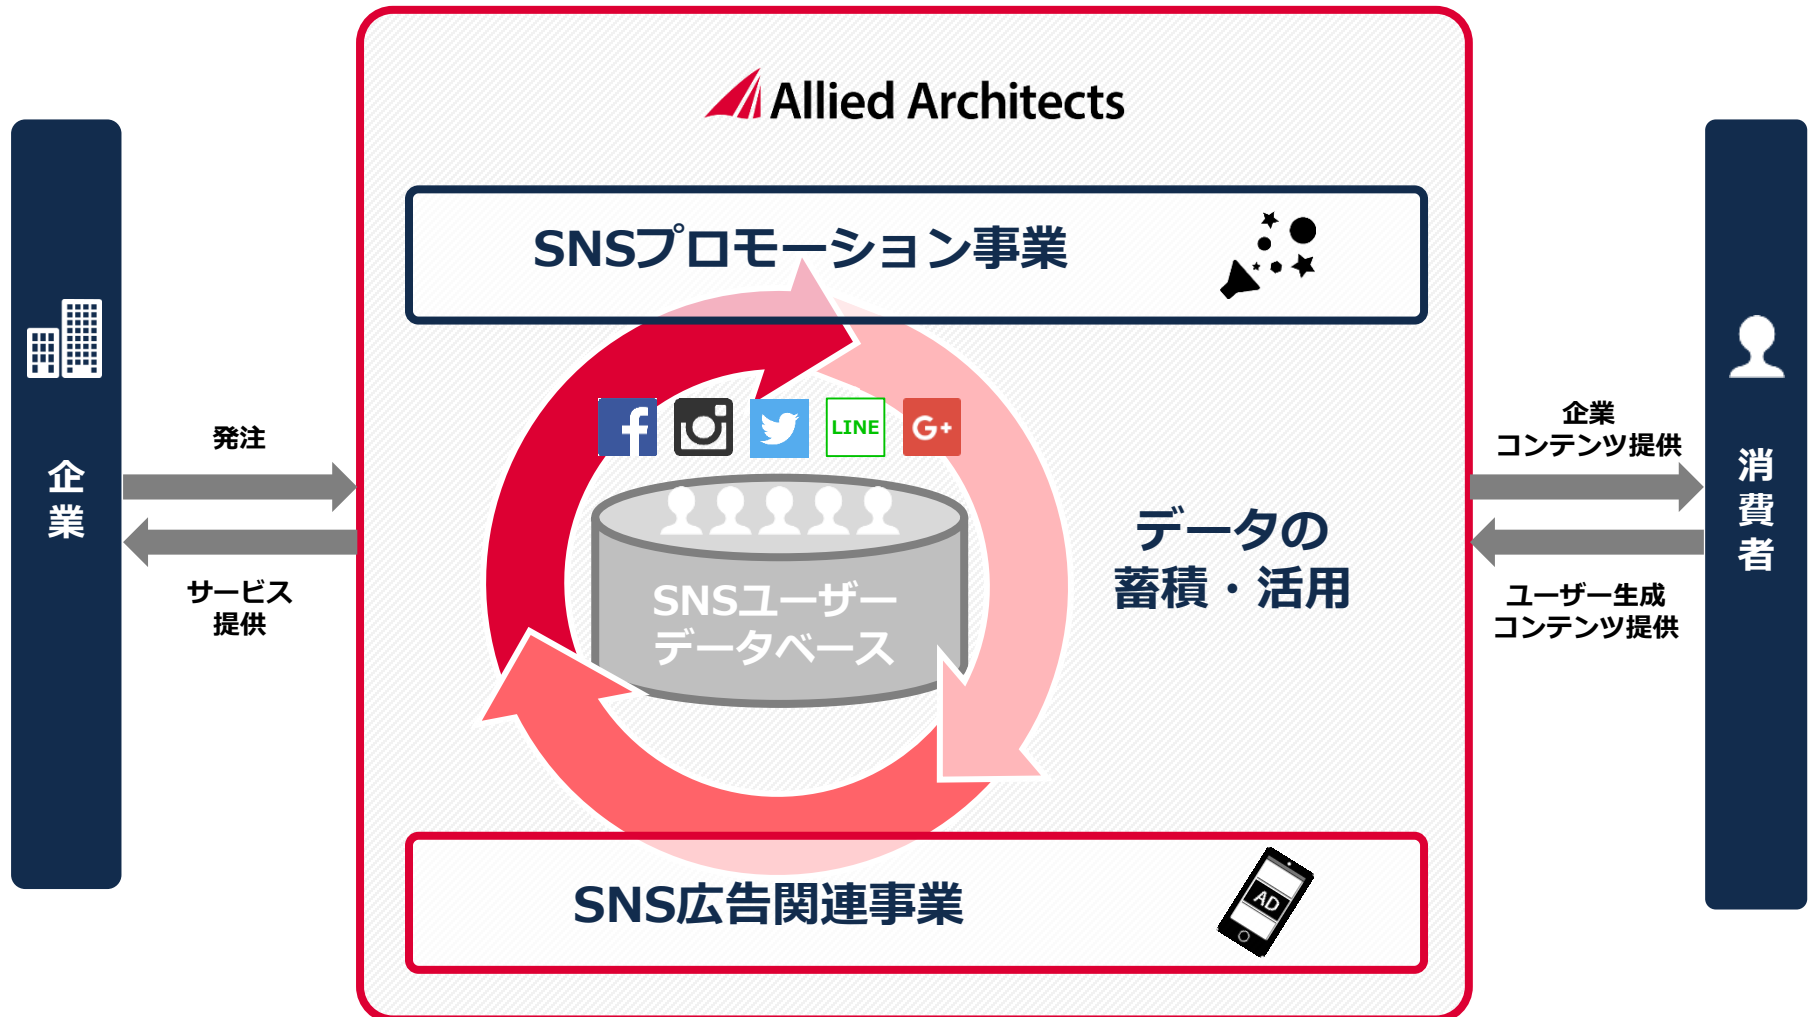 Allied Architects
SNSプロモーション事業
企業
発注
サービス
提供
LINE
G+
SNSユーザー
データベース
データの
蓄積・活用
企業
コンテンツ提供
ユーザー生成
コンテンツ提供
消費者
SNS広告関連事業
AD